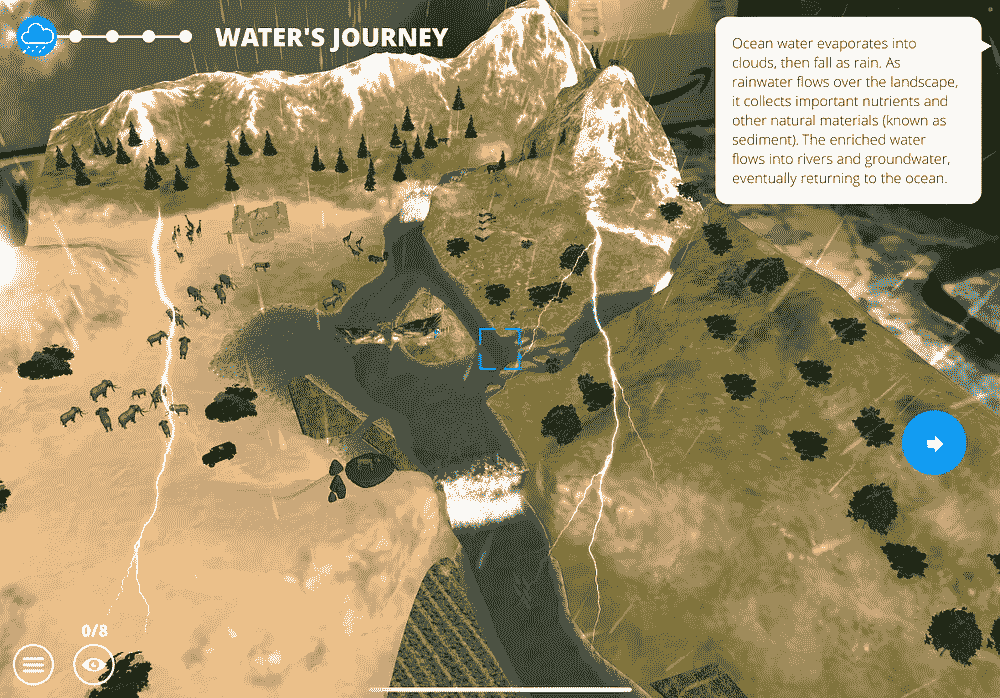 WATER'S JOURNEY
Ocean water evaporates into
clouds, then fall as rain. As
rainwater flows over the landscape,
it collects important nutrients and
other natural materials (known as
sediment). The enriched water
flows into rivers and groundwater,
eventually returning to the ocean.
0/8